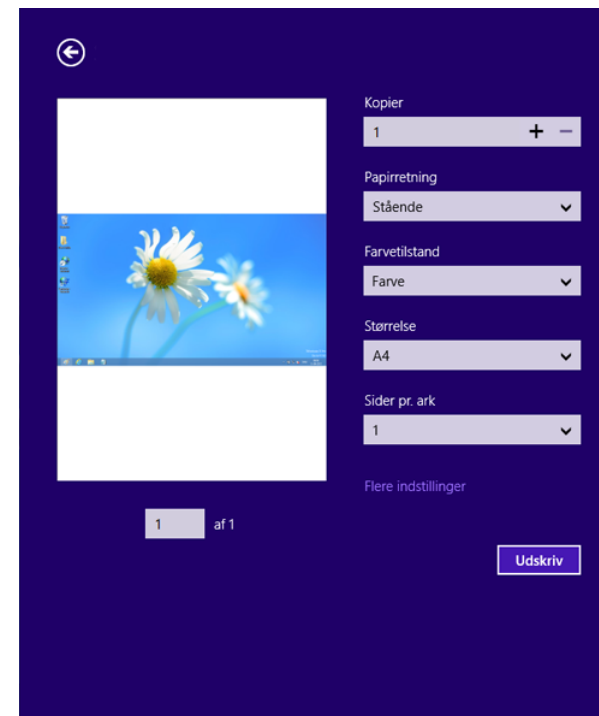 Kopier
1
Papirretning
Stående
Farvetilstand
Farve
Størrelse
A4
Sider pr. ark
1
Flere indstillinger
1 af 1
Udskriv